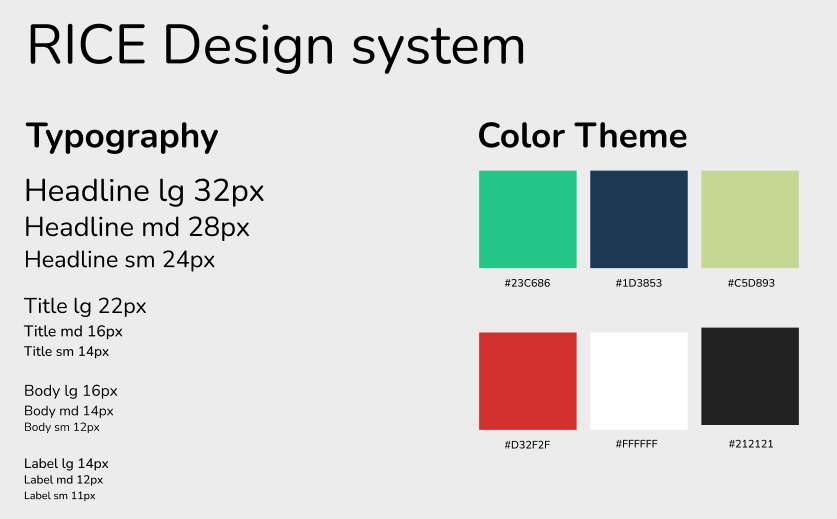 RICE Design system
Typography
Headline lg 32px
Headline md 28px
Headline sm 24px
Title lg 22px
Title md 16px
Title sm 14px
Body lg 16px
Body md 14px
Body sm 12px
Label lg 14px
Label md 12px
Label sm 11px
Color Theme
#23C686
#1D3853
#C5D893
#D32F2F
#FFFFFF
#212121